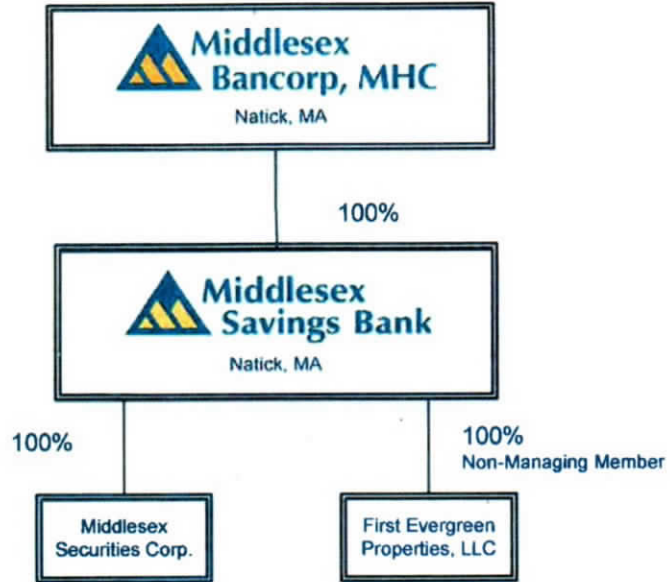 Middlesex
Bancorp, MHC
Natick, MA
100%
Middlesex
Savings Bank
Natick, MA
100%
100%
Non-Managing Member
Middlesex
Securities Corp.
First Evergreen
Properties, LLC